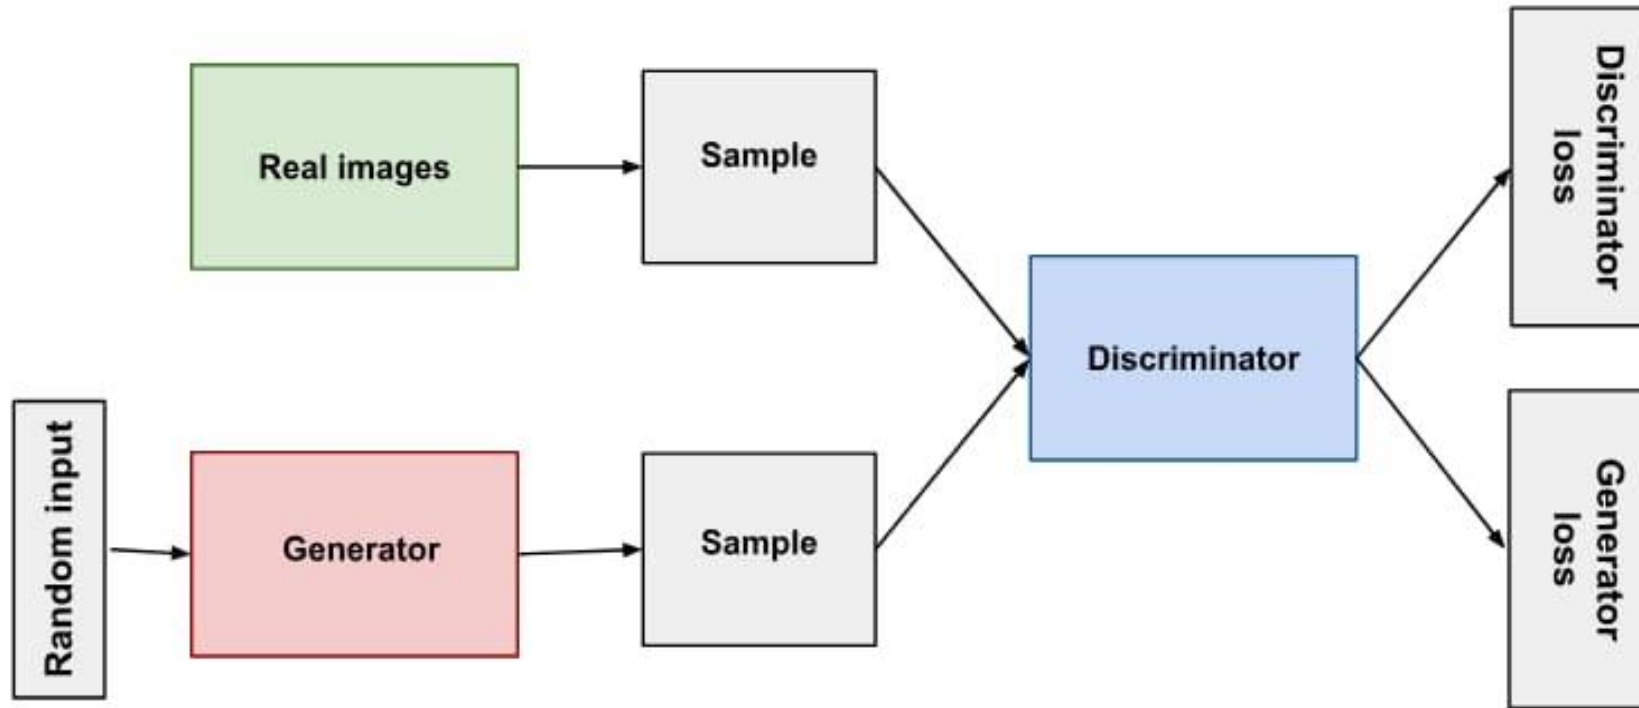 Real images
Sample
Discriminator
loss
Discriminator
Random input
Generator
Sample
Generator
loss